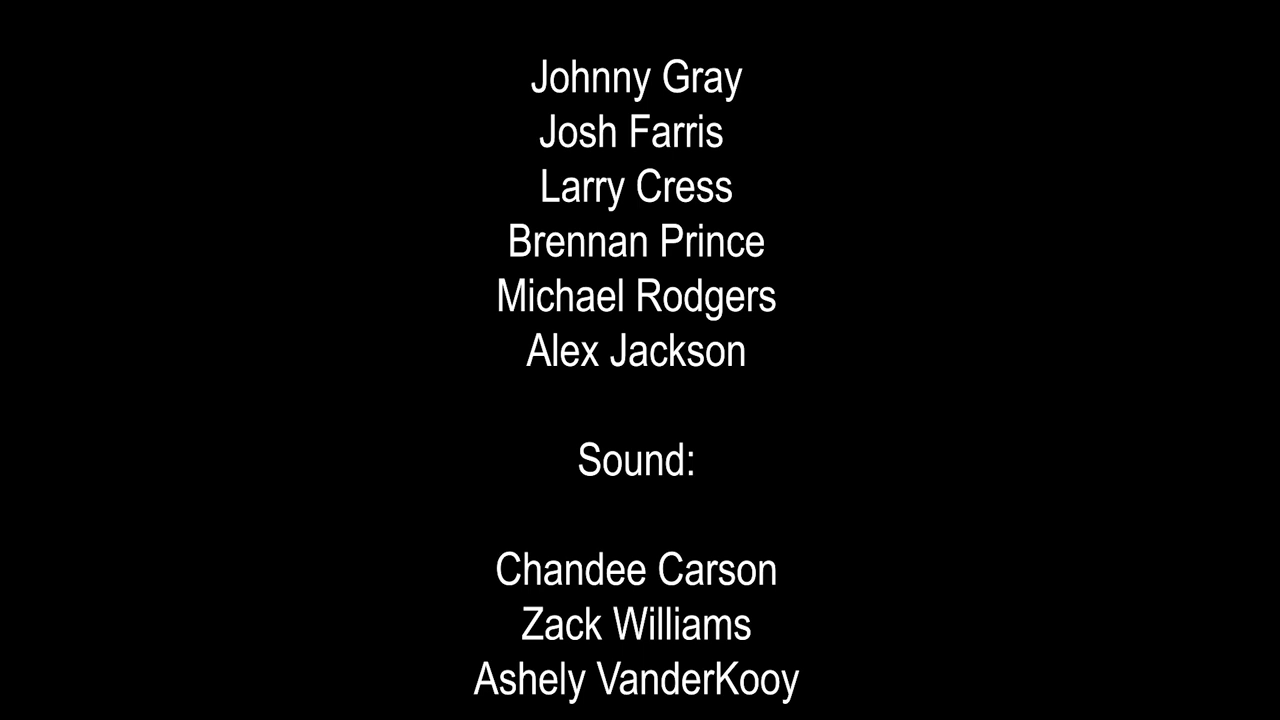 Johnny Gray
Josh Farris
Larry Cress
Brennan Prince
Michael Rodgers
Alex Jackson
Sound:
Chandee Carson
Zack Williams
Ashely VanderKooy